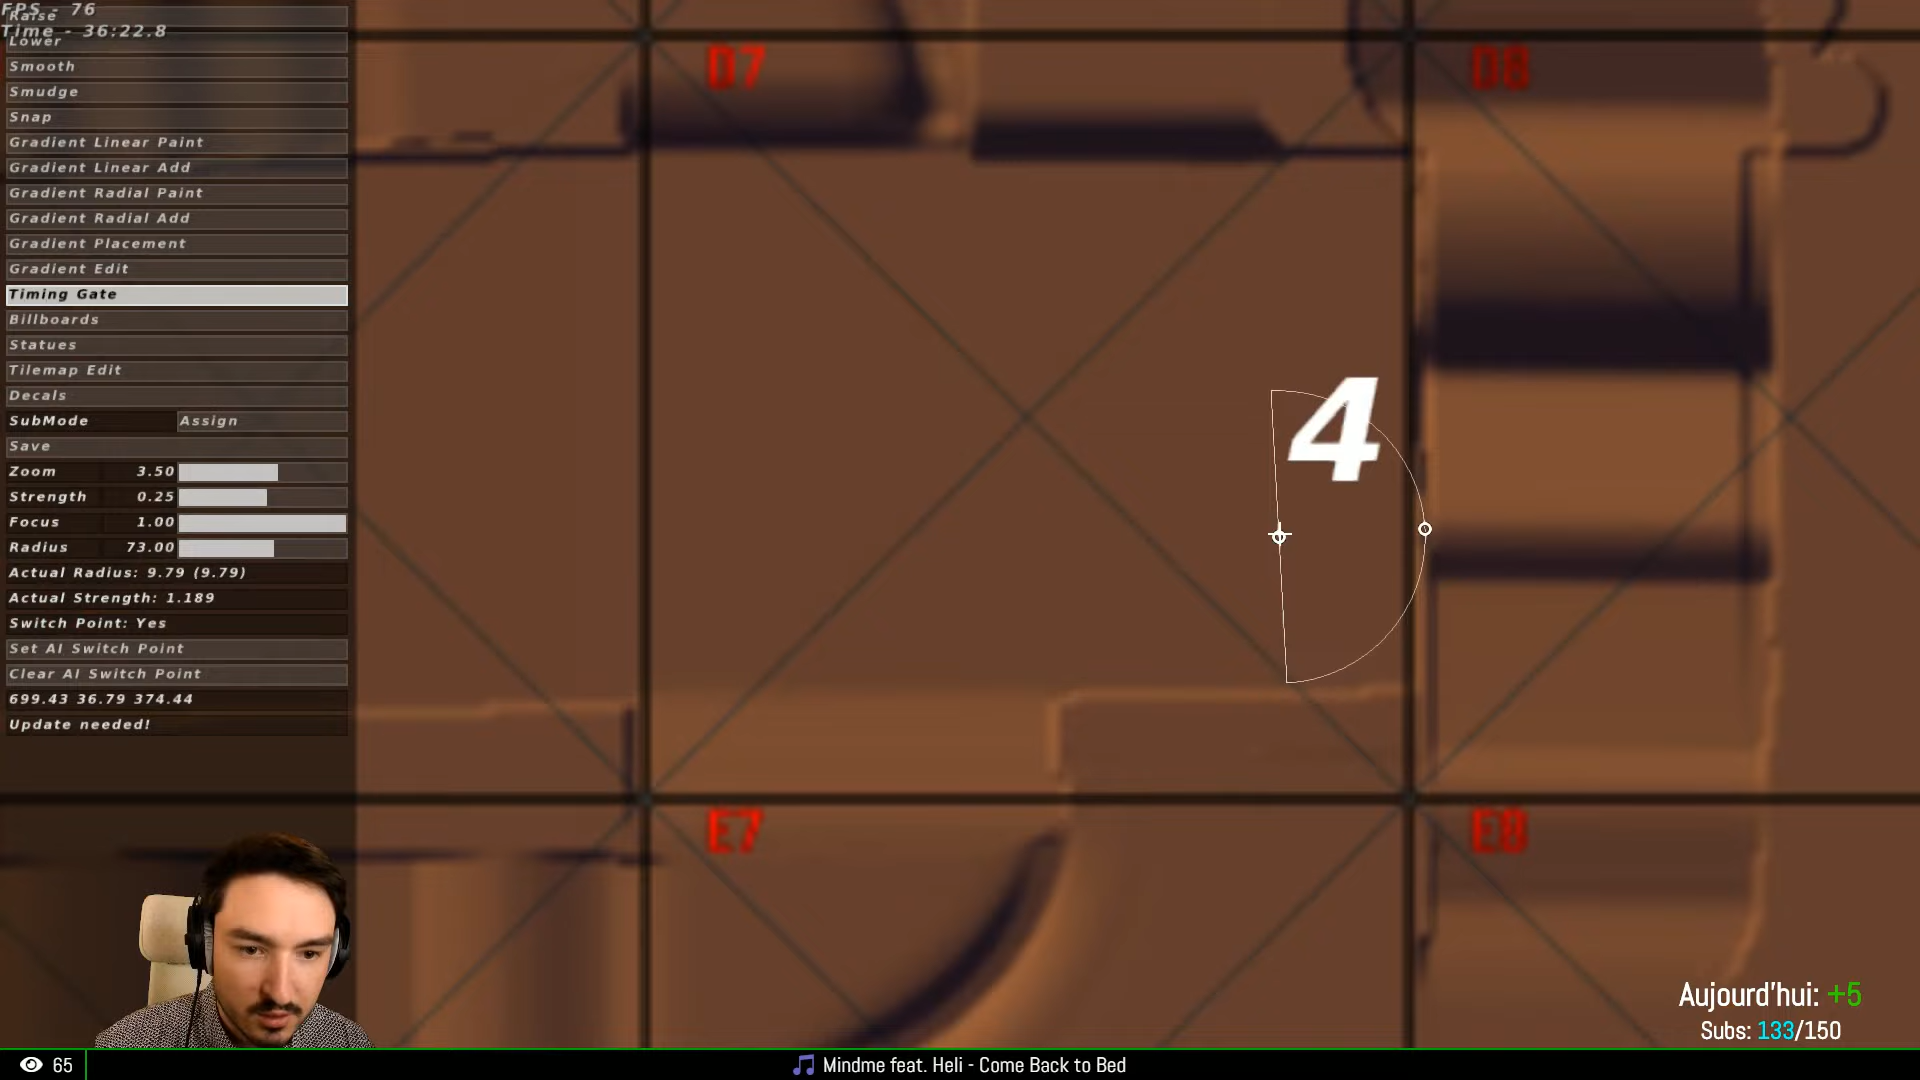 FPS - 76
Raise
Time - 36:22.8
Lower
Smooth
Smudge
Snap
Gradient Linear Paint
Gradient Linear Add
Gradient Radial Paint
Gradient Radial Add
Gradient Placement
Gradient Edit
Timing Gate
Billboards
Statues
Tilemap Edit
Decals
SubMode Assign
Save
Zoom 3.50
Strength 0.25
Focus 1.00
Radius 73.00
Actual Radius: 9.79 (9.79)
Actual Strength: 1.189
Switch Point: Yes
Set AI Switch Point
Clear AI Switch Point
699.43 36.79 374.44
Update needed!
D7
D8
4
E7
E8
Aujourd'hui: +5
Subs: 133/150
65
Mindme feat. Heli - Come Back to Bed